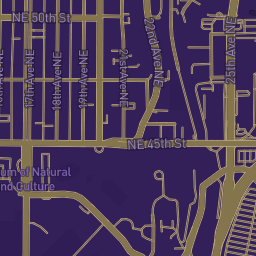 NE 50th St
17th Ave NE
18th Ave NE
19th Ave NE
21st Ave NE
22nd Ave NE
25th Ave NE
NE 45th St
um of Natural
nd Culture